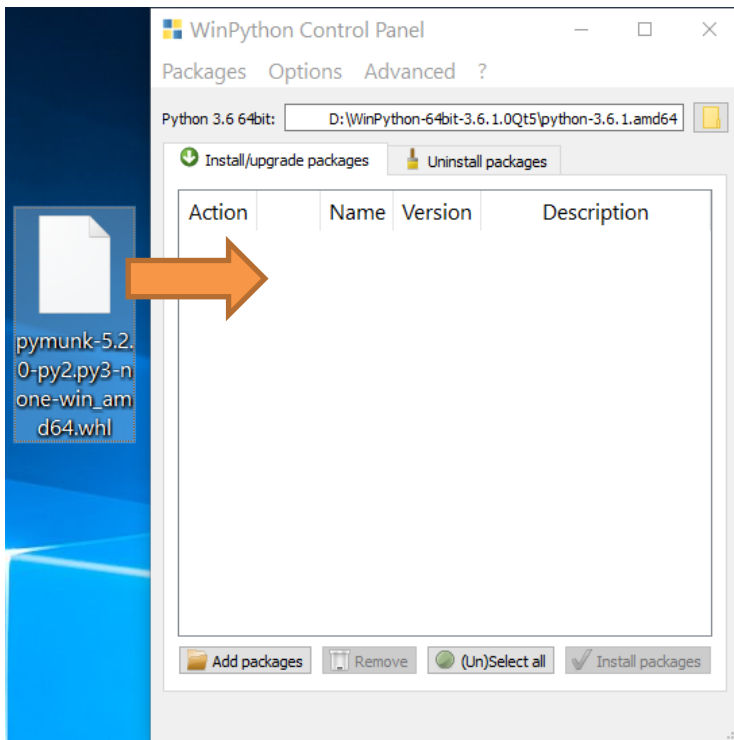 WinPython Control Panel
Packages Options Advanced ?
Python 3.6 64bit: D:\WinPython-64bit-3.6.1.0Qt5\python-3.6.1.amd64
Install/upgrade packages Uninstall packages
Action Name Version Description
pymunk-5.2.
0-py2.py3-n
one-win_am
d64.whl
Add packages Remove (Un)Select all Install packages